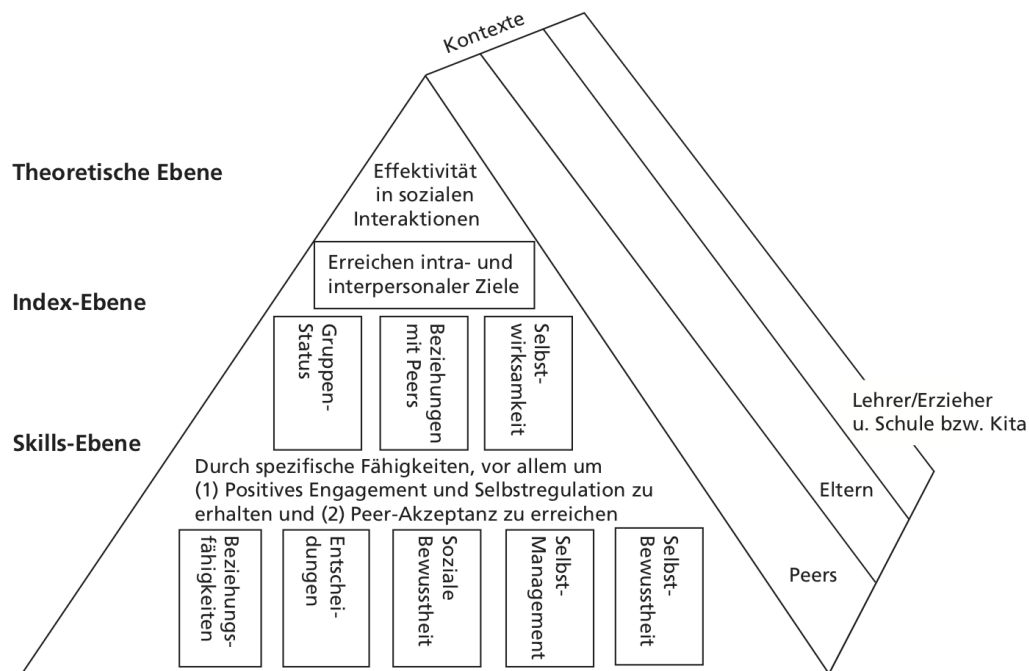 Kontexte
Theoretische Ebene
Effektivität
in sozialen
Interaktionen
Erreichen intra- und
interpersonaler Ziele
Index-Ebene
Gruppen-
Status
Beziehungen
mit Peers
Selbst-
wirksamkeit
Lehrer/Erzieher
u. Schule bzw. Kita
Skills-Ebene
Durch spezifische Fähigkeiten, vor allem um
(1) Positives Engagement und Selbstregulation zu
erhalten und (2) Peer-Akzeptanz zu erreichen
Eltern
Peers
Beziehungs-
fähigkeiten
Entschei-
dungen
Soziale
Bewusstheit
Selbst-
Management
Selbst-
Bewusstheit